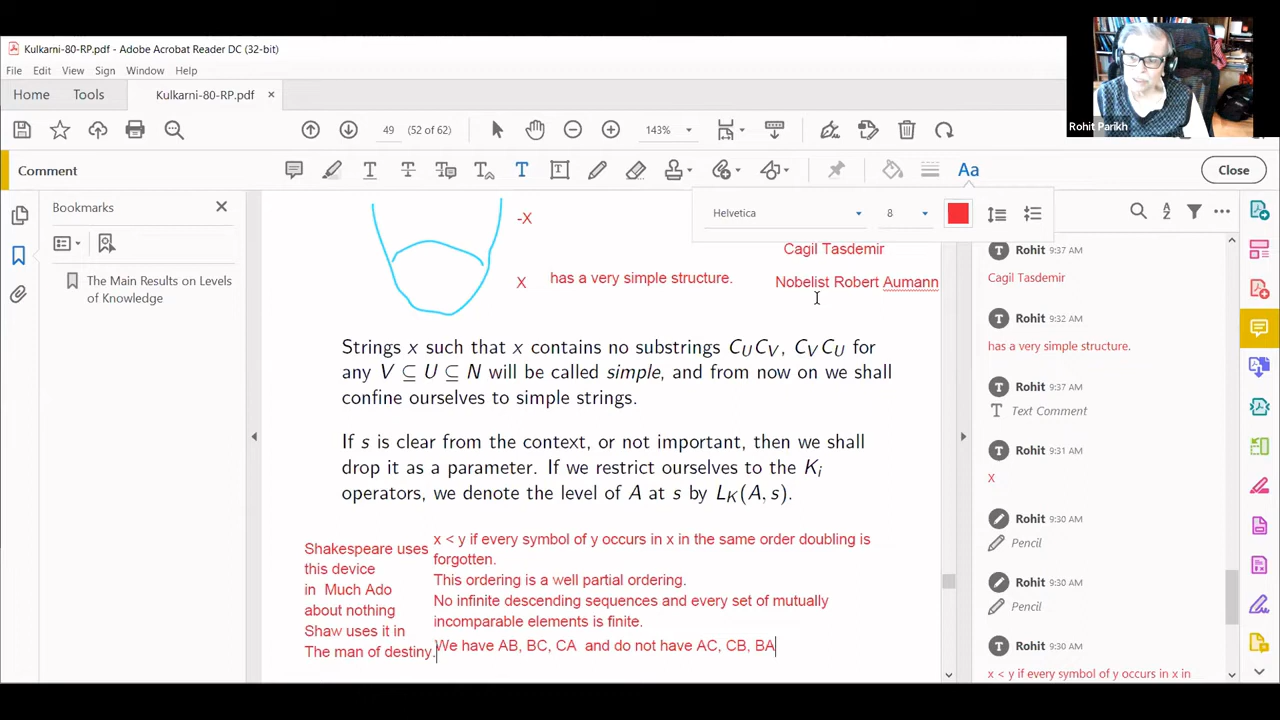 Kulkarni-80-RP.pdf - Adobe Acrobat Reader DC (32-bit)
File Edit View Sign Window Help
Home Tools Kulkarni-80-RP.pdf ×
49 (52 of 62) 143%
Rohit Parikh
Comment
Close
Bookmarks
The Main Results on Levels
of Knowledge
Helvetica 8
-X
Cagil Tasdemir
X has a very simple structure. Nobelist Robert Aumann
Strings x such that x contains no substrings C_U C_V, C_V C_U for
any V ⊆ U ⊆ N will be called simple, and from now on we shall
confine ourselves to simple strings.
If s is clear from the context, or not important, then we shall
drop it as a parameter. If we restrict ourselves to the K_i
operators, we denote the level of A at s by L_K(A, s).
Shakespeare uses
this device
in Much Ado
about nothing
Shaw uses it in
The man of destiny.
x < y if every symbol of y occurs in x in the same order doubling is
forgotten.
This ordering is a well partial ordering.
No infinite descending sequences and every set of mutually
incomparable elements is finite.
We have AB, BC, CA and do not have AC, CB, BA
Rohit 9:37 AM
Cagil Tasdemir
Rohit 9:32 AM
has a very simple structure.
Rohit 9:37 AM
Text Comment
Rohit 9:31 AM
X
Rohit 9:30 AM
Pencil
Rohit 9:30 AM
Pencil
Rohit 9:30 AM
x < y if every symbol of y occurs in x in